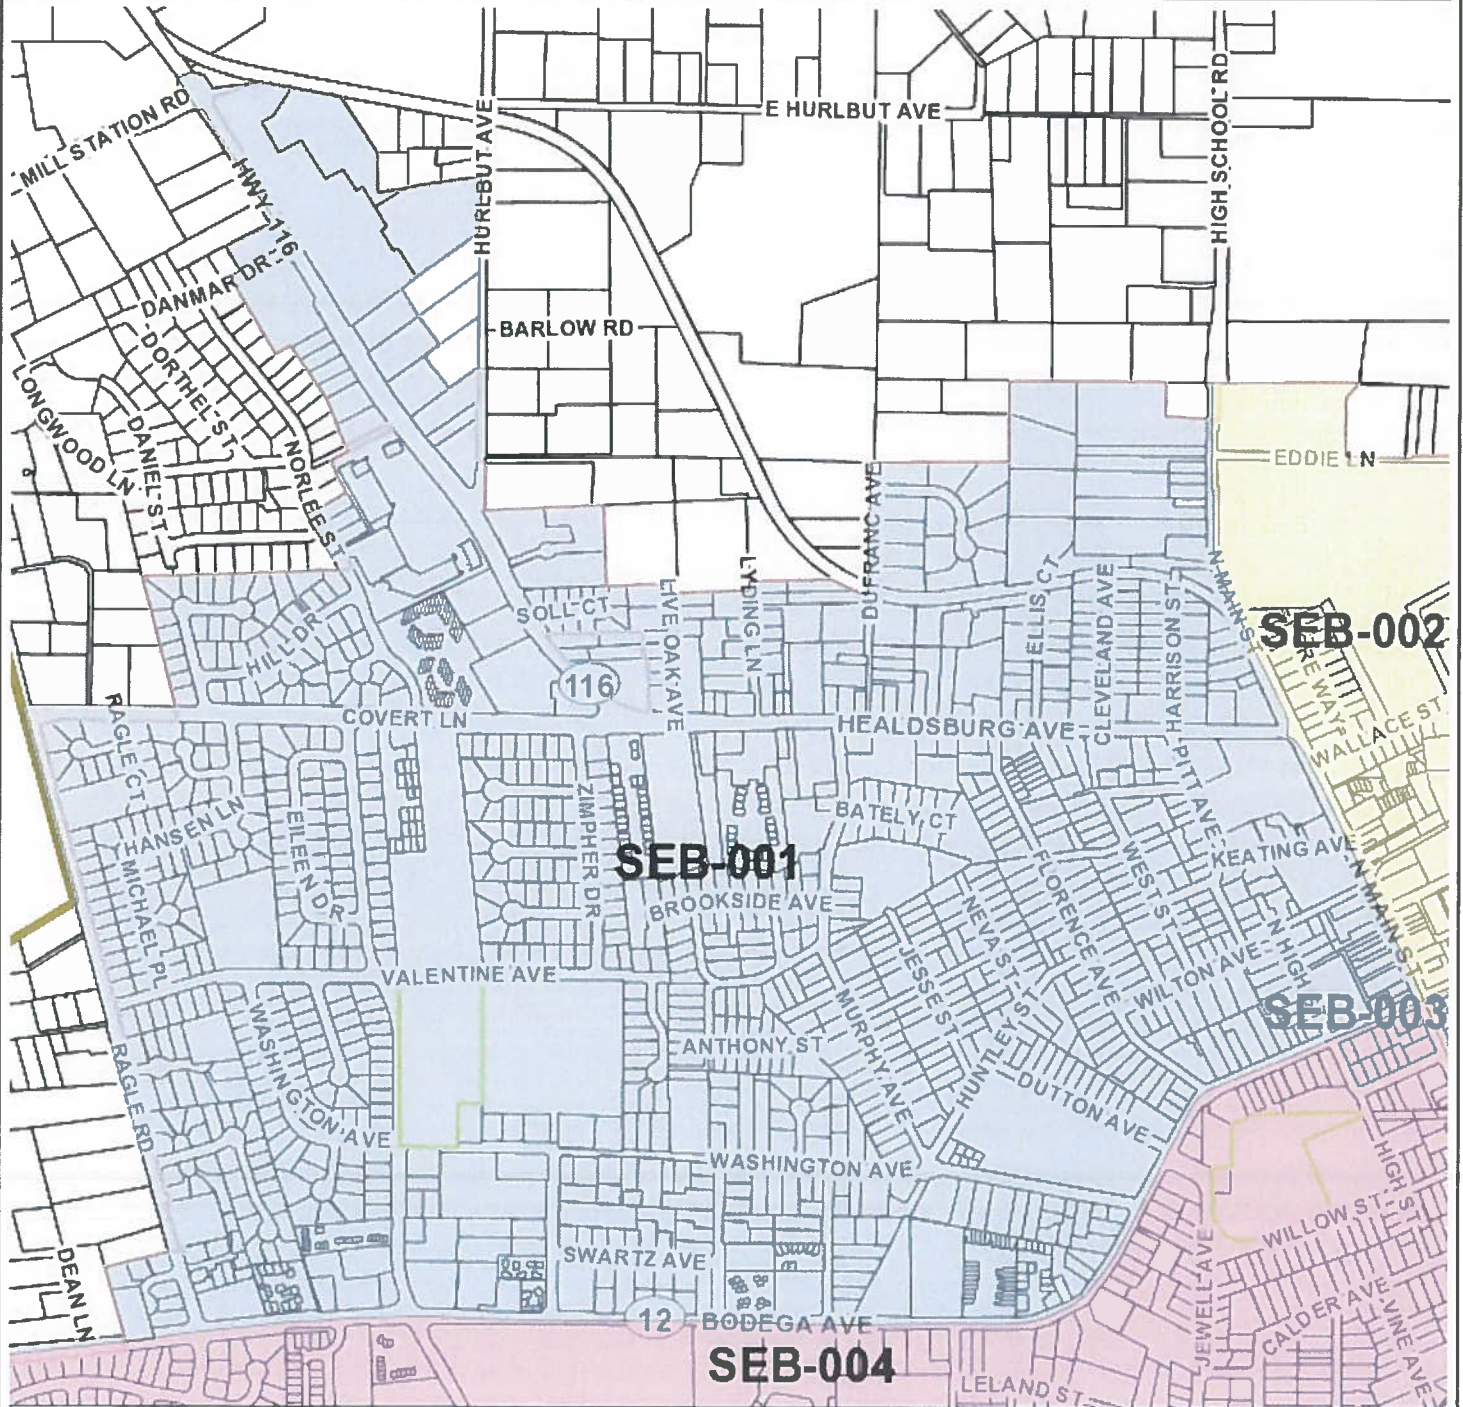 E HURLBUT AVE
HURLBUT AVE
HIGH SCHOOL RD
MILL STATION RD
HWY 116
DANMAR DR
BARLOW RD
DORTHEL ST
LONGWOOD LN
DANIEL ST
NORLEE ST
EDDIE LN
DUFRANC AVE
N MAIN ST
SOLL CT
LIVE OAK AVE
LYDING LN
ELLIS CT
CLEVELAND AVE
HARRISON ST
SEB-002
HILL DR
116
COVERT LN
HEALDSBURG AVE
WALLACE ST
RAGLE CT
HANSEN LN
MICHAEL PL
EILEEN DR
ZIMPHER DR
BATELY CT
PITT AVE
KEATING AVE
SEB-001
BROOKSIDE AVE
FLORENCE AVE
WEST ST
NEVA ST
N HIGH
N MAIN ST
VALENTINE AVE
WILTON AVE
JESSE ST
SEB-003
WASHINGTON AVE
ANTHONY ST
MURPHY AVE
HUNTLEY ST
DUTTON AVE
RAGLE RD
WASHINGTON AVE
HIGH ST
WILLOW ST
JEWELL AVE
DEAN LN
SWARTZ AVE
CALDER AVE
VINE AVE
12
BODEGA AVE
SEB-004
LELAND ST